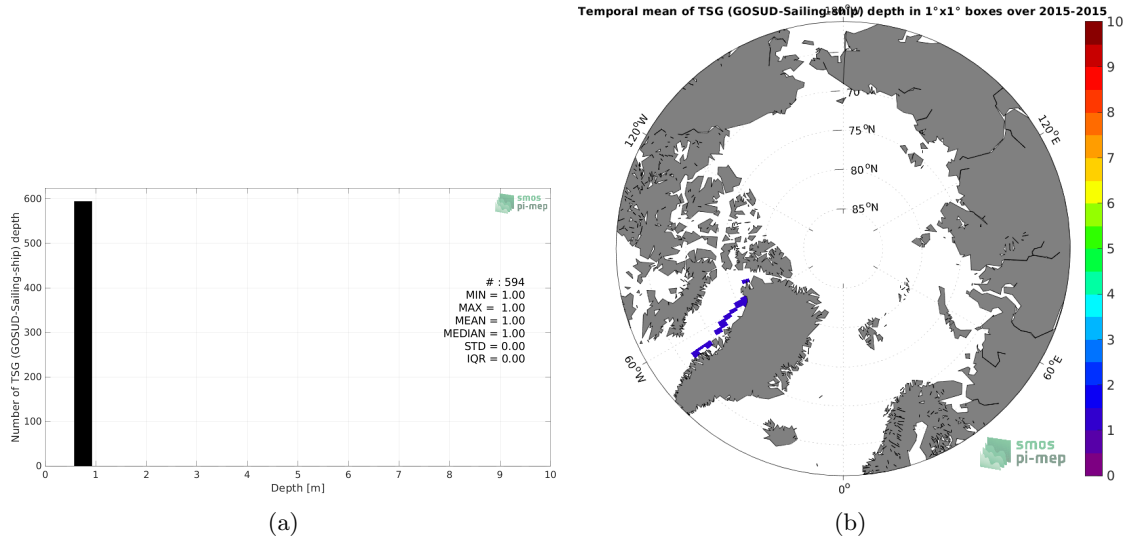 Temporal mean of TSG (GOSUD-Sailing-ship) depth in 1°x1° boxes over 2015-2015
Number of TSG (GOSUD-Sailing-ship) depth
600
500
400
300
200
100
0
0 1 2 3 4 5 6 7 8 9 10
Depth [m]
smos
pi-mep
# : 594
MIN = 1.00
MAX = 1.00
MEAN = 1.00
MEDIAN = 1.00
STD = 0.00
IQR = 0.00
(a)
180°W
120°W
120°E
60°W
60°E
0°
70
75°N
80°N
85°N
10
9
8
7
6
5
4
3
2
1
0
smos
pi-mep
(b)